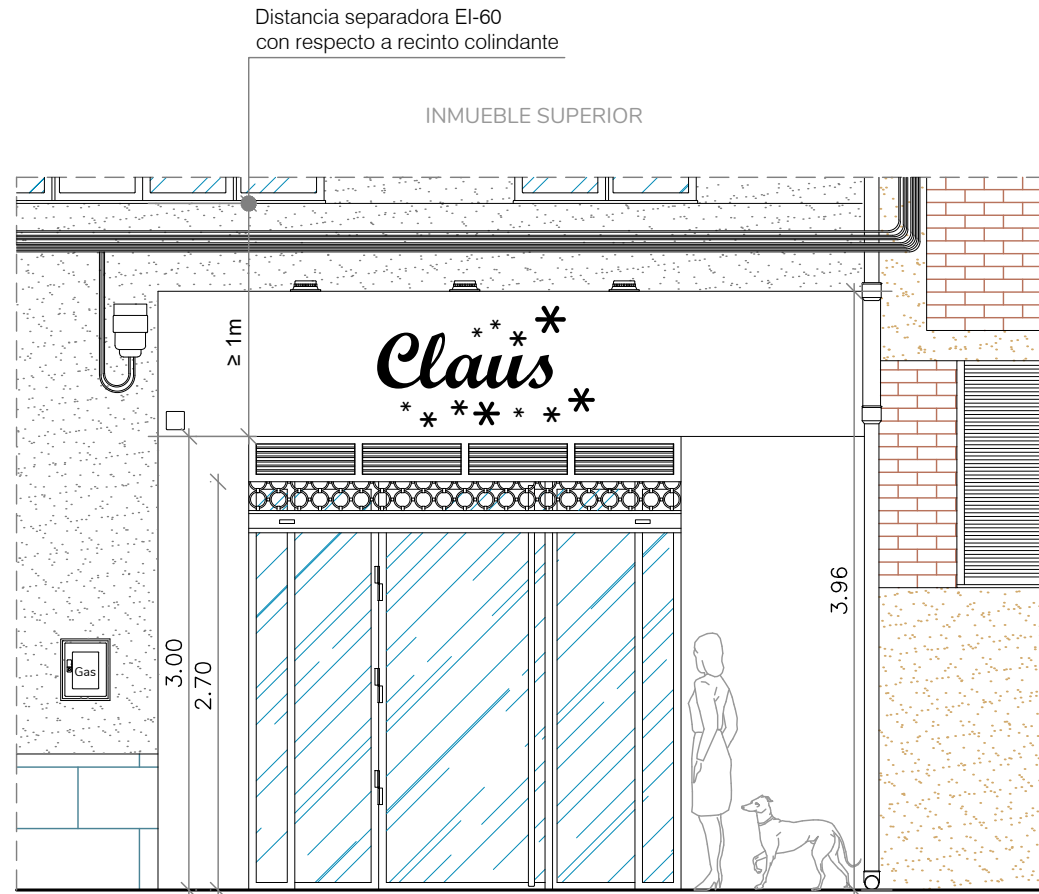 Distancia separadora EI-60
con respecto a recinto colindante
INMUEBLE SUPERIOR
≥ 1m
Claus
3.96
3.00
2.70
Gas